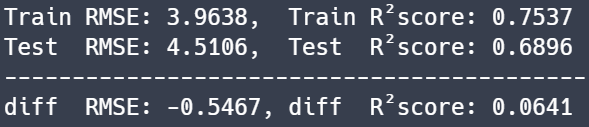 Train RMSE: 3.9638,  Train R²score: 0.7537
Test  RMSE: 4.5106,  Test  R²score: 0.6896
-------------------------------------------
diff  RMSE: -0.5467, diff  R²score: 0.0641